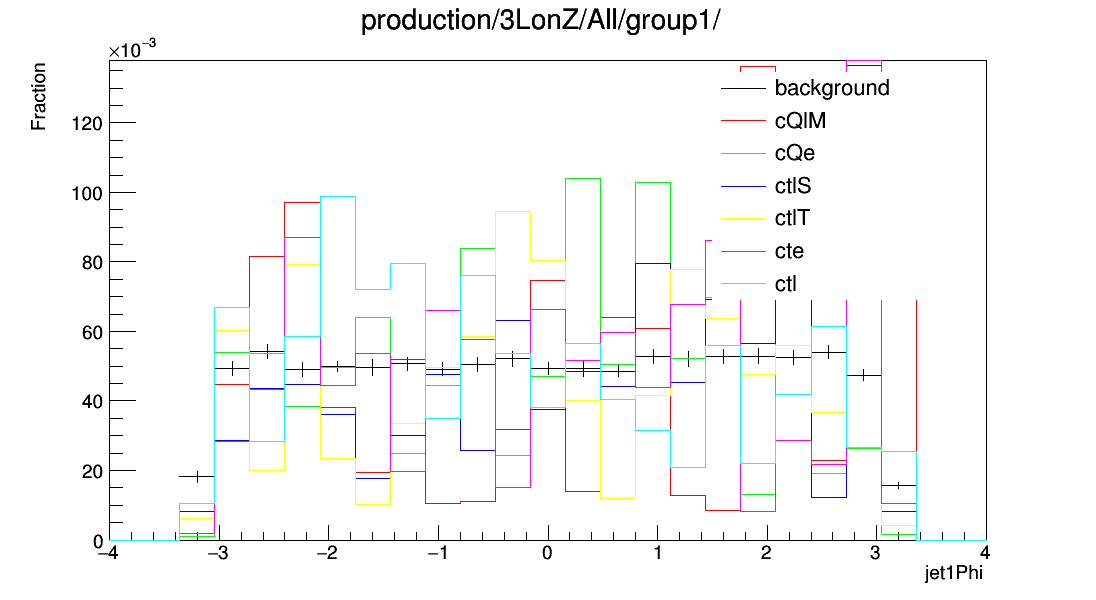 production/3LonZ/All/group1/
×10⁻³
Fraction
120
100
80
60
40
20
0
background
cQlM
cQe
ctlS
ctlT
cte
ctl
−4 −3 −2 −1 0 1 2 3 4
jet1Phi